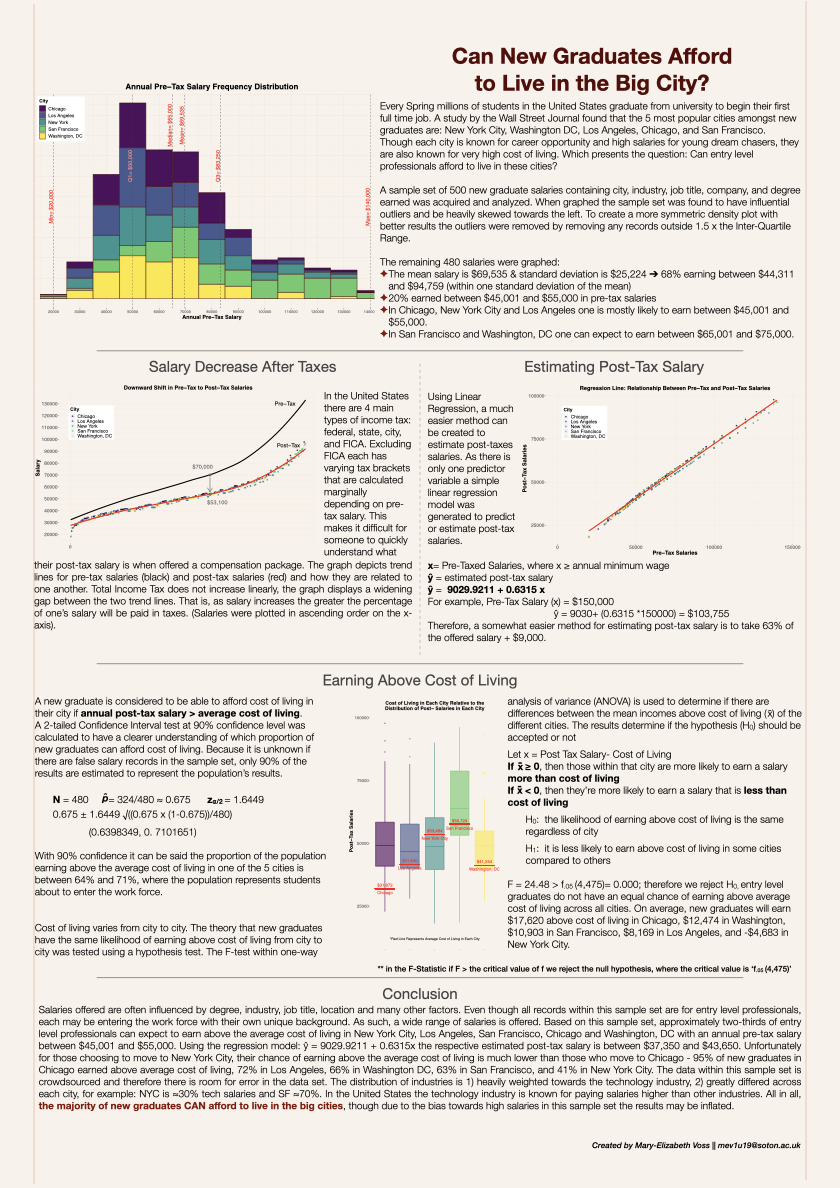 Can New Graduates Afford
to Live in the Big City?
Annual Pre–Tax Salary Frequency Distribution
City
Chicago
Los Angeles
New York
San Francisco
Washington, DC
Min= $20,000
Q1= $50,000
Median= $65,000
Mean= $69,535
Q3= $83,250
Max= $140,000
20000
30000
40000
50000
60000
70000
80000
90000
100000
110000
120000
130000
Annual Pre–Tax Salary
Every Spring millions of students in the United States graduate from university to begin their first
full time job. A study by the Wall Street Journal found that the 5 most popular cities amongst new
graduates are: New York City, Washington DC, Los Angeles, Chicago, and San Francisco.
Though each city is known for career opportunity and high salaries for young dream chasers, they
are also known for very high cost of living. Which presents the question: Can entry level
professionals afford to live in these cities?
A sample set of 500 new graduate salaries containing city, industry, job title, company, and degree
earned was acquired and analyzed. When graphed the sample set was found to have influential
outliers and be heavily skewed towards the left. To create a more symmetric density plot with
better results the outliers were removed by removing any records outside 1.5 x the Inter-Quartile
Range.
The remaining 480 salaries were graphed:
✦The mean salary is $69,535 & standard deviation is $25,224 ➔ 68% earning between $44,311
and $94,759 (within one standard deviation of the mean)
✦20% earned between $45,001 and $55,000 in pre-tax salaries
✦In Chicago, New York City and Los Angeles one is mostly likely to earn between $45,001 and
$55,000.
✦In San Francisco and Washington, DC one can expect to earn between $65,001 and $75,000.
Salary Decrease After Taxes
Downward Shift in Pre–Tax to Post–Tax Salaries
Salary
130000
120000
110000
100000
90000
80000
70000
60000
50000
40000
30000
20000
0
City
Chicago
Los Angeles
New York
San Francisco
Washington, DC
Pre–Tax
Post–Tax
$70,000
$53,100
In the United States
there are 4 main
types of income tax:
federal, state, city,
and FICA. Excluding
FICA each has
varying tax brackets
that are calculated
marginally
depending on pre-
tax salary. This
makes it difficult for
someone to quickly
understand what
their post-tax salary is when offered a compensation package. The graph depicts trend
lines for pre-tax salaries (black) and post-tax salaries (red) and how they are related to
one another. Total Income Tax does not increase linearly, the graph displays a widening
gap between the two trend lines. That is, as salary increases the greater the percentage
of one's salary will be paid in taxes. (Salaries were plotted in ascending order on the x-
axis).
Estimating Post-Tax Salary
Using Linear
Regression, a much
easier method can
be created to
estimate post-taxes
salaries. As there is
only one predictor
variable a simple
linear regression
model was
generated to predict
or estimate post-tax
salaries.
Regression Line: Relationship Between Pre–Tax and Post–Tax Salaries
City
Chicago
Los Angeles
New York
San Francisco
Washington, DC
Post–Tax Salaries
100000
75000
50000
25000
0
50000
100000
150000
Pre–Tax Salaries
x= Pre-Taxed Salaries, where x ≥ annual minimum wage
ŷ = estimated post-tax salary
ŷ = 9029.9211 + 0.6315 x
For example, Pre-Tax Salary (x) = $150,000
ŷ = 9030+ (0.6315 *150000) = $103,755
Therefore, a somewhat easier method for estimating post-tax salary is to take 63% of
the offered salary + $9,000.
Earning Above Cost of Living
A new graduate is considered to be able to afford cost of living in
their city if annual post-tax salary > average cost of living.
A 2-tailed Confidence Interval test at 90% confidence level was
calculated to have a clearer understanding of which proportion of
new graduates can afford cost of living. Because it is unknown if
there are false salary records in the sample set, only 90% of the
results are estimated to represent the population's results.
N = 480 p̂= 324/480 ≈ 0.675 zα/2 = 1.6449
0.675 ± 1.6449 √((0.675 x (1-0.675))/480)
(0.6398349, 0. 7101651)
With 90% confidence it can be said the proportion of the population
earning above the average cost of living in one of the 5 cities is
between 64% and 71%, where the population represents students
about to enter the work force.
Cost of living varies from city to city. The theory that new graduates
have the same likelihood of earning above cost of living from city to
city was tested using a hypothesis test. The F-test within one-way
Cost of Living in Each City Relative to the
Distribution of Post– Salaries in Each City
Post–Tax Salaries
100000
75000
50000
25000
Chicago
Los Angeles
New York City
San Francisco
$41,244
Washington, DC
*Red Line Represents Average Cost of Living in Each City
analysis of variance (ANOVA) is used to determine if there are
differences between the mean incomes above cost of living (x̄) of the
different cities. The results determine if the hypothesis (H₀) should be
accepted or not
Let x = Post Tax Salary- Cost of Living
If x̄ ≥ 0, then those within that city are more likely to earn a salary
more than cost of living
If x̄ < 0, then they're more likely to earn a salary that is less than
cost of living
H₀: the likelihood of earning above cost of living is the same
regardless of city
H₁: it is less likely to earn above cost of living in some cities
compared to others
F = 24.48 > f.05 (4,475)= 0.000; therefore we reject H₀, entry level
graduates do not have an equal chance of earning above average
cost of living across all cities. On average, new graduates will earn
$17,620 above cost of living in Chicago, $12,474 in Washington,
$10,903 in San Francisco, $8,169 in Los Angeles, and -$4,683 in
New York City.
** in the F-Statistic if F > the critical value of f we reject the null hypothesis, where the critical value is 'f.05 (4,475)'
Conclusion
Salaries offered are often influenced by degree, industry, job title, location and many other factors. Even though all records within this sample set are for entry level professionals,
each may be entering the work force with their own unique background. As such, a wide range of salaries is offered. Based on this sample set, approximately two-thirds of entry
level professionals can expect to earn above the average cost of living in New York City, Los Angeles, San Francisco, Chicago and Washington, DC with an annual pre-tax salary
between $45,001 and $55,000. Using the regression model: ŷ = 9029.9211 + 0.6315x the respective estimated post-tax salary is between $37,350 and $43,650. Unfortunately
for those choosing to move to New York City, their chance of earning above the average cost of living is much lower than those who move to Chicago - 95% of new graduates in
Chicago earned above average cost of living, 72% in Los Angeles, 66% in Washington DC, 63% in San Francisco, and 41% in New York City. The data within this sample set is
crowdsourced and therefore there is room for error in the data set. The distribution of industries is 1) heavily weighted towards the technology industry, 2) greatly differed across
each city, for example: NYC is ≈30% tech salaries and SF ≈70%. In the United States the technology industry is known for paying salaries higher than other industries. All in all,
the majority of new graduates CAN afford to live in the big cities, though due to the bias towards high salaries in this sample set the results may be inflated.
Created by Mary-Elizabeth Voss || mev1u19@soton.ac.uk